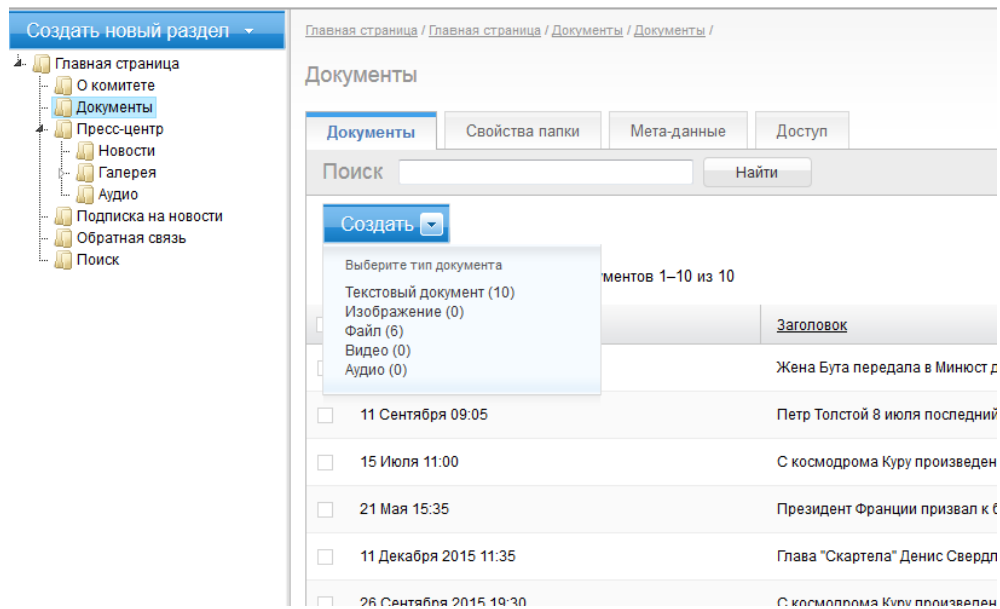 Создать новый раздел
Главная страница
О комитете
Документы
Пресс-центр
Новости
Галерея
Аудио
Подписка на новости
Обратная связь
Поиск
Главная страница / Главная страница / Документы / Документы /
Документы
Документы Свойства папки Мета-данные Доступ
Поиск Найти
Создать
Выберите тип документа
Текстовый документ (10)
Изображение (0)
Файл (6)
Видео (0)
Аудио (0)
ментов 1–10 из 10
Заголовок
Жена Бута передала в Минюст д
11 Сентября 09:05 Петр Толстой 8 июля последний
15 Июля 11:00 С космодрома Куру произведен
21 Мая 15:35 Президент Франции призвал к б
11 Декабря 2015 11:35 Глава "Скартела" Денис Свердл
26 Сентября 2015 19:30 С космодрома Куру произведен